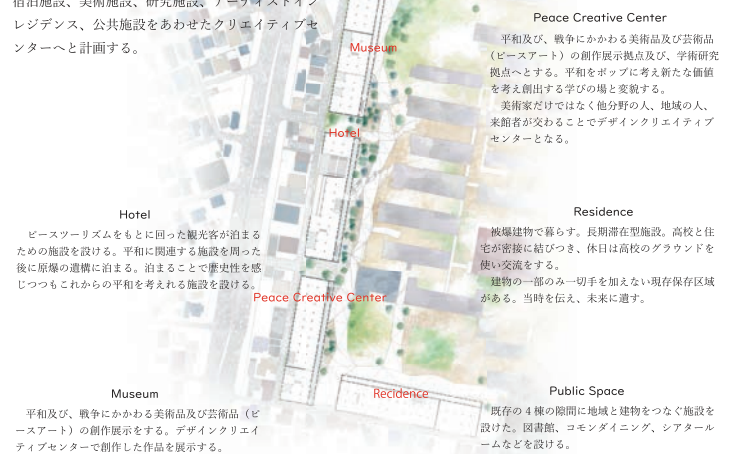 宿泊施設、美術施設、研究施設、アーティストイン
レジデンス、公共施設をあわせたクリエイティブセ
ンターへと計画する。
Museum
Hotel
Peace Creative Center
Recidence
Peace Creative Center
平和及び、戦争にかかわる美術品及び芸術品
（ピースアート）の創作展示拠点及び、学術研究
拠点へとする。平和をポップに考え新たな価値
を考え創出する学びの場と変貌する。
美術家だけではなく他分野の人、地域の人、
来館者が交わることでデザインクリエイティブ
センターとなる。
Hotel
ピースツーリズムをもとに回った観光客が泊まる
ための施設を設ける。平和に関連する施設を周った
後に原爆の遺構に泊まる。泊まることで歴史性を感
じつつもこれからの平和を考えれる施設を設ける。
Residence
被爆建物で暮らす。長期滞在型施設。高校と住
宅が密接に結びつき、休日は高校のグラウンドを
使い交流をする。
建物の一部のみ一切手を加えない現存保存区域
がある。当時を伝え、未来に遺す。
Museum
平和及び、戦争にかかわる美術品及び芸術品（ピ
ースアート）の創作展示をする。デザインクリエイ
ティブセンターで創作した作品を展示する。
Public Space
既存の 4 棟の隙間に地域と建物をつなぐ施設を
設けた。図書館、コモンダイニング、シアタール
ームなどを設ける。